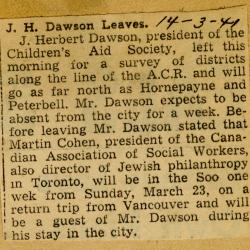 J. H. Dawson Leaves. 14-3-41
J. Herbert Dawson, president of the
Children's Aid Society, left this
morning for a survey of districts
along the line of the A.C.R. and will
go as far north as Hornepayne and
Peterbell. Mr. Dawson expects to be
absent from the city for a week. Be-
fore leaving Mr. Dawson stated that
Martin Cohen, president of the Cana-
dian Association of Social Workers,
also director of Jewish philanthropy
in Toronto, will be in the Soo one
wek from Sunday, March 23, on a
return trip from Vancouver and will
be a guest of Mr. Dawson during
his stay in the city.